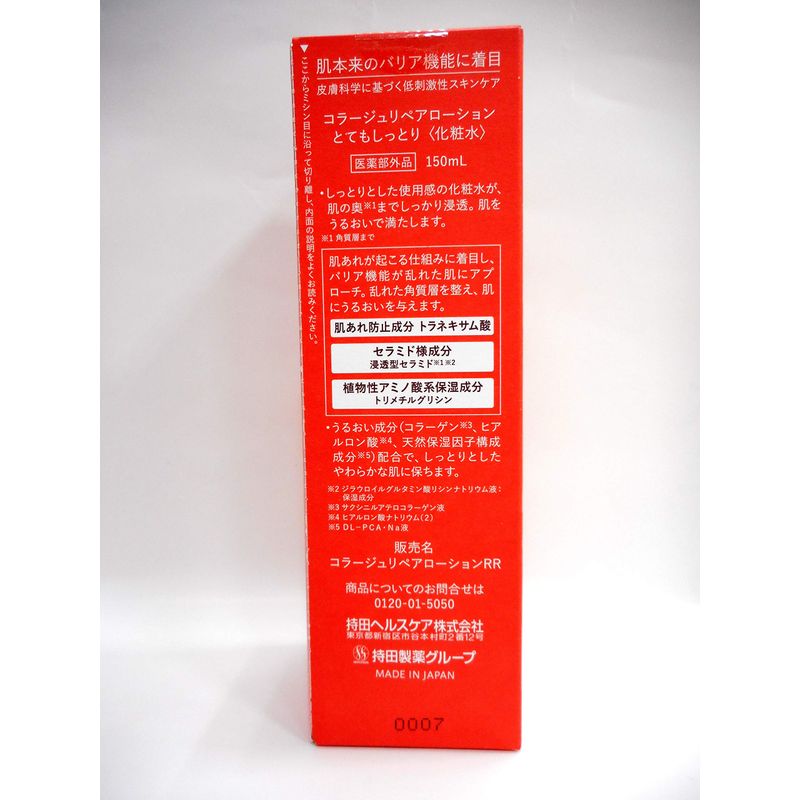 ▼ここからミシン目に沿って切り離し、内面の説明をよくお読みください。
肌本来のバリア機能に着目
皮膚科学に基づく低刺激性スキンケア
コラージュリペアローション
とてもしっとり〈化粧水〉
医薬部外品 150mL
・しっとりとした使用感の化粧水が、
肌の奥※1までしっかり浸透。肌を
うるおいで満たします。
※1 角質層まで
肌あれが起こる仕組みに着目し、
バリア機能が乱れた肌にアプ
ローチ。乱れた角質層を整え、肌
にうるおいを与えます。
肌あれ防止成分 トラネキサム酸
セラミド様成分
浸透型セラミド※1※2
植物性アミノ酸系保湿成分
トリメチルグリシン
・うるおい成分(コラーゲン※3、ヒア
ルロン酸※4、天然保湿因子構成
成分※5)配合で、しっとりとした
やわらかな肌に保ちます。
※2 ジラウロイルグルタミン酸リシンナトリウム液：
保湿成分
※3 サクシニルアテロコラーゲン液
※4 ヒアルロン酸ナトリウム(2)
※5 DL-PCA・Na液
販売名
コラージュリペアローションRR
商品についてのお問合せは
0120-01-5050
持田ヘルスケア株式会社
東京都新宿区市谷本村町2番12号
持田製薬グループ
MADE IN JAPAN
0007